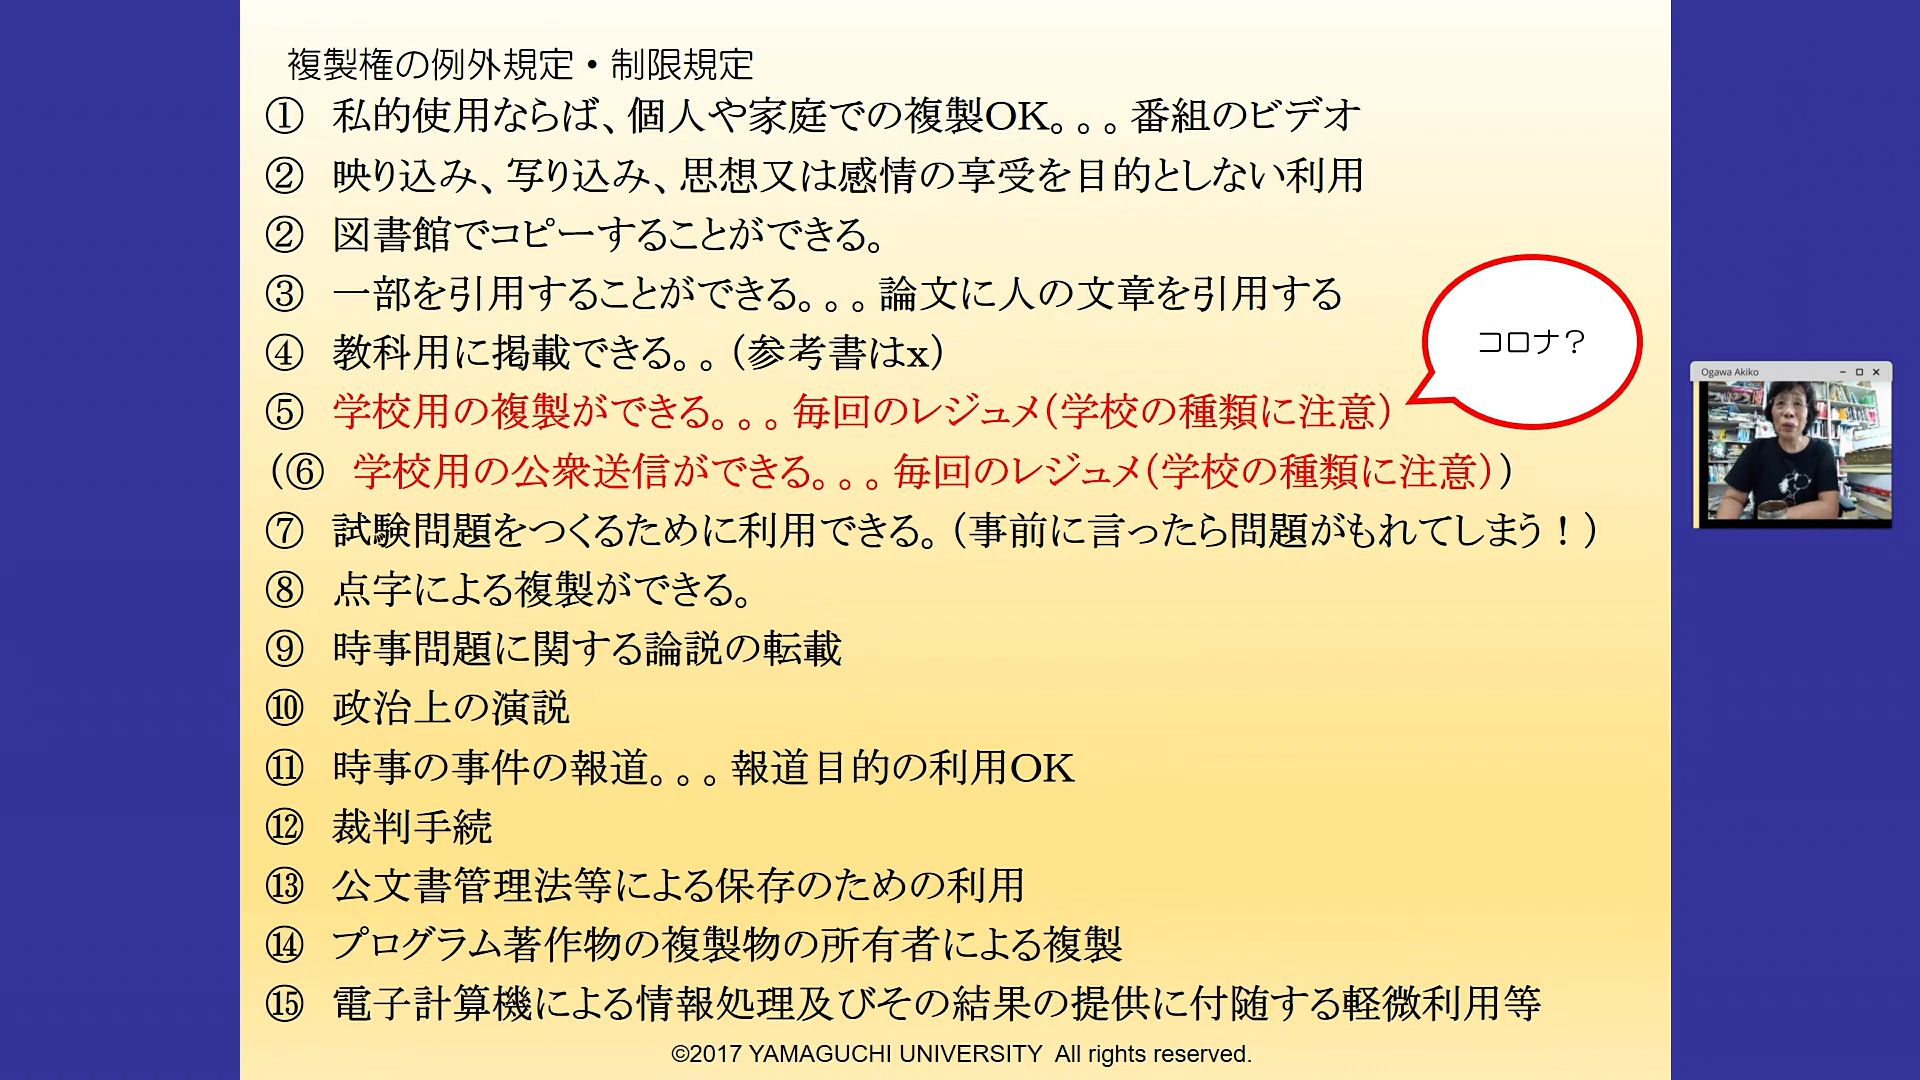 複製権の例外規定・制限規定
① 私的使用ならば、個人や家庭での複製OK。。。番組のビデオ
② 映り込み、写り込み、思想又は感情の享受を目的としない利用
② 図書館でコピーすることができる。
③ 一部を引用することができる。。。論文に人の文章を引用する
コロナ？
④ 教科用に掲載できる。。（参考書はx）
Ogawa Akiko
⑤ 学校用の複製ができる。。。毎回のレジュメ（学校の種類に注意）
（⑥ 学校用の公衆送信ができる。。。毎回のレジュメ（学校の種類に注意））
⑦ 試験問題をつくるために利用できる。（事前に言ったら問題がもれてしまう！）
⑧ 点字による複製ができる。
⑨ 時事問題に関する論説の転載
⑩ 政治上の演説
⑪ 時事の事件の報道。。。報道目的の利用OK
⑫ 裁判手続
⑬ 公文書管理法等による保存のための利用
⑭ プログラム著作物の複製物の所有者による複製
⑮ 電子計算機による情報処理及びその結果の提供に付随する軽微利用等
©2017 YAMAGUCHI UNIVERSITY All rights reserved.